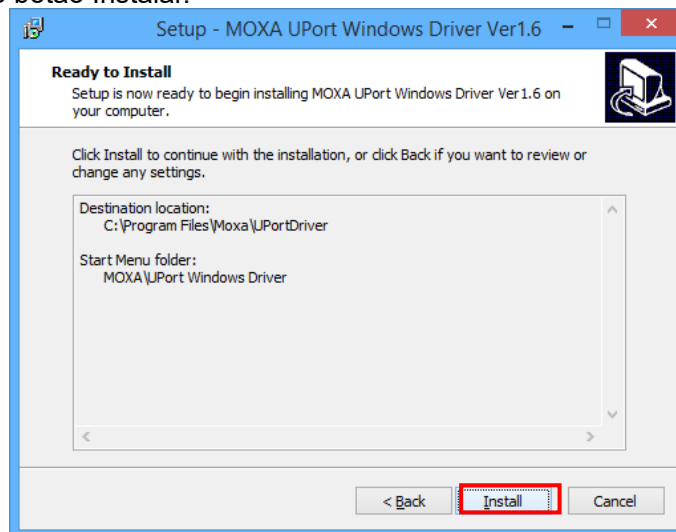 botão Instalar.
Setup - MOXA UPort Windows Driver Ver1.6
Ready to Install
Setup is now ready to begin installing MOXA UPort Windows Driver Ver1.6 on
your computer.
Click Install to continue with the installation, or click Back if you want to review or
change any settings.
Destination location:
C:\Program Files\Moxa\UPortDriver
Start Menu folder:
MOXA\UPort Windows Driver
< Back
Install
Cancel